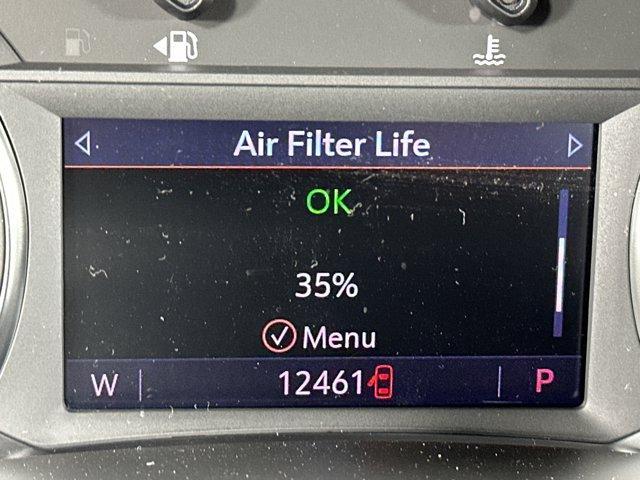 Air Filter Life
OK
35%
Menu
W 12461 P